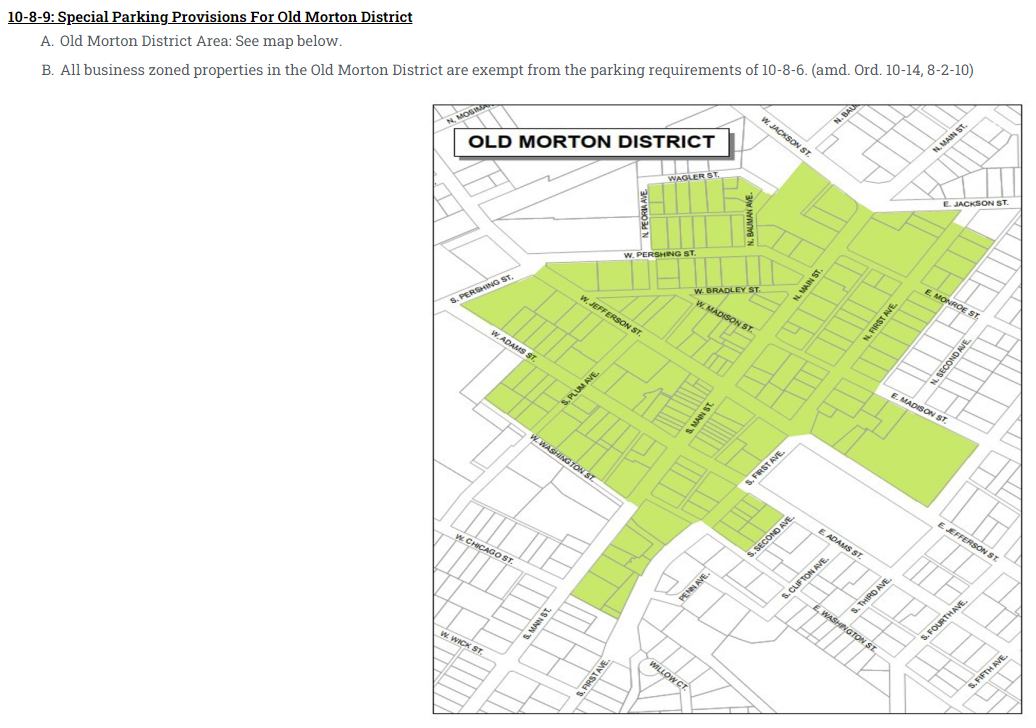 10-8-9: Special Parking Provisions For Old Morton District
A. Old Morton District Area: See map below.
B. All business zoned properties in the Old Morton District are exempt from the parking requirements of 10-8-6. (amd. Ord. 10-14, 8-2-10)
N. BAU
W. JACKSON ST.
N. MAIN ST.
OLD MORTON DISTRICT
WAGLER ST.
N. PEORIA AVE.
N. BAUMAN AVE.
E. JACKSON ST.
W. PERSHING ST.
S. PERSHING ST.
W. BRADLEY ST.
N. MAIN ST.
W. JEFFERSON ST.
W. MADISON ST.
N. FIRST AVE.
E. MONROE ST.
W. ADAMS ST.
N. SECOND AVE.
S. PLUM AVE.
S. MAIN ST.
E. MADISON ST.
W. WASHINGTON ST.
S. FIRST AVE.
S. SECOND AVE.
E. ADAMS ST.
E. JEFFERSON ST.
W. CHICAGO ST.
PENN AVE.
S. CLIFTON AVE.
S. THIRD AVE.
S. MAIN ST.
E. WASHINGTON ST.
S. FOURTH AVE.
W. WICK ST.
S. FIRST AVE.
WILLOW CT.
S. FIFTH AVE.